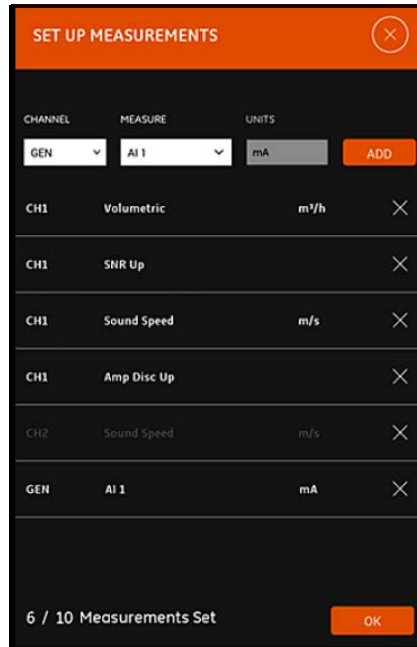 SET UP MEASUREMENTS
CHANNEL MEASURE UNITS
GEN AI 1 mA ADD
CH1 Volumetric m³/h
CH1 SNR Up
CH1 Sound Speed m/s
CH1 Amp Disc Up
CH2 Sound Speed m/s
GEN AI 1 mA
6 / 10 Measurements Set OK